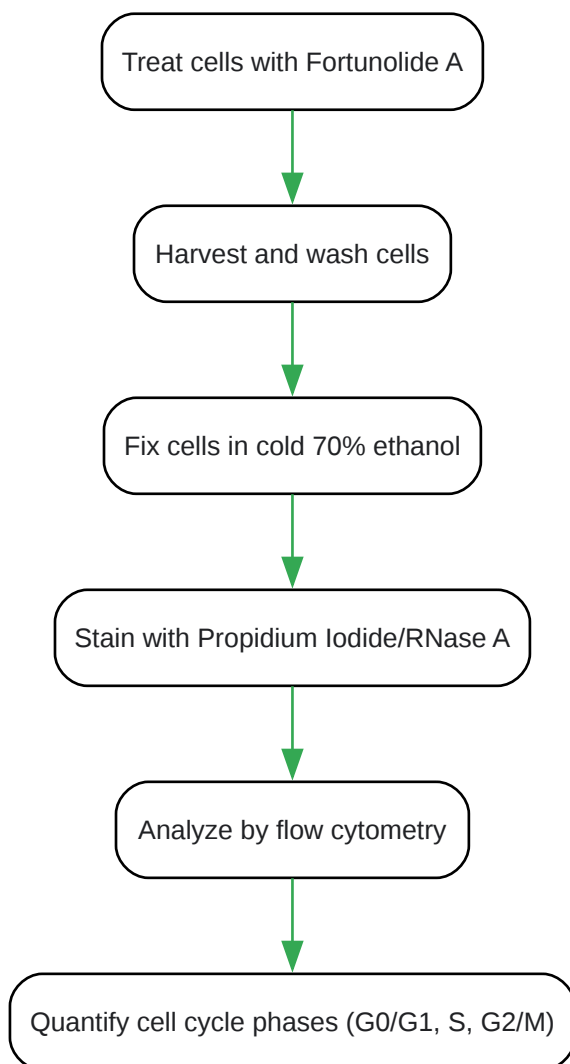 Treat cells with Fortunolide A
Harvest and wash cells
Fix cells in cold 70% ethanol
Stain with Propidium Iodide/RNase A
Analyze by flow cytometry
Quantify cell cycle phases (G0/G1, S, G2/M)